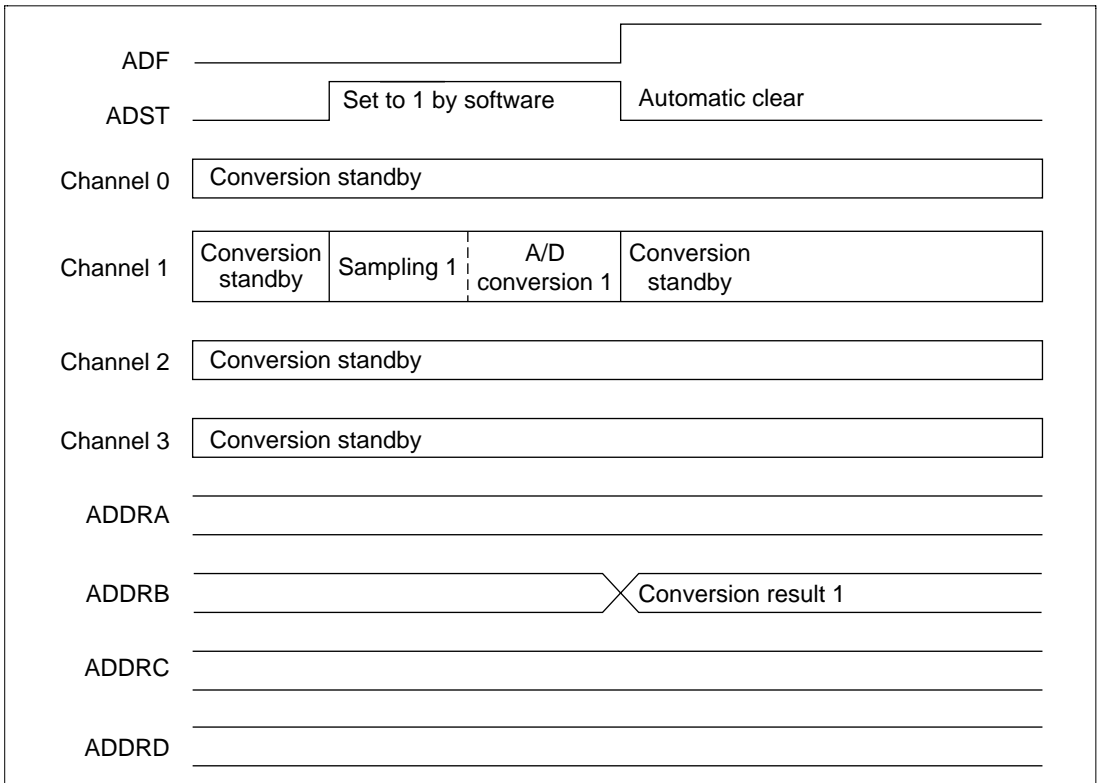 ADF
ADST Set to 1 by software Automatic clear
Channel 0 Conversion standby
Channel 1 Conversion standby Sampling 1 A/D conversion 1 Conversion standby
Channel 2 Conversion standby
Channel 3 Conversion standby
ADDRA
ADDRB Conversion result 1
ADDRC
ADDRD